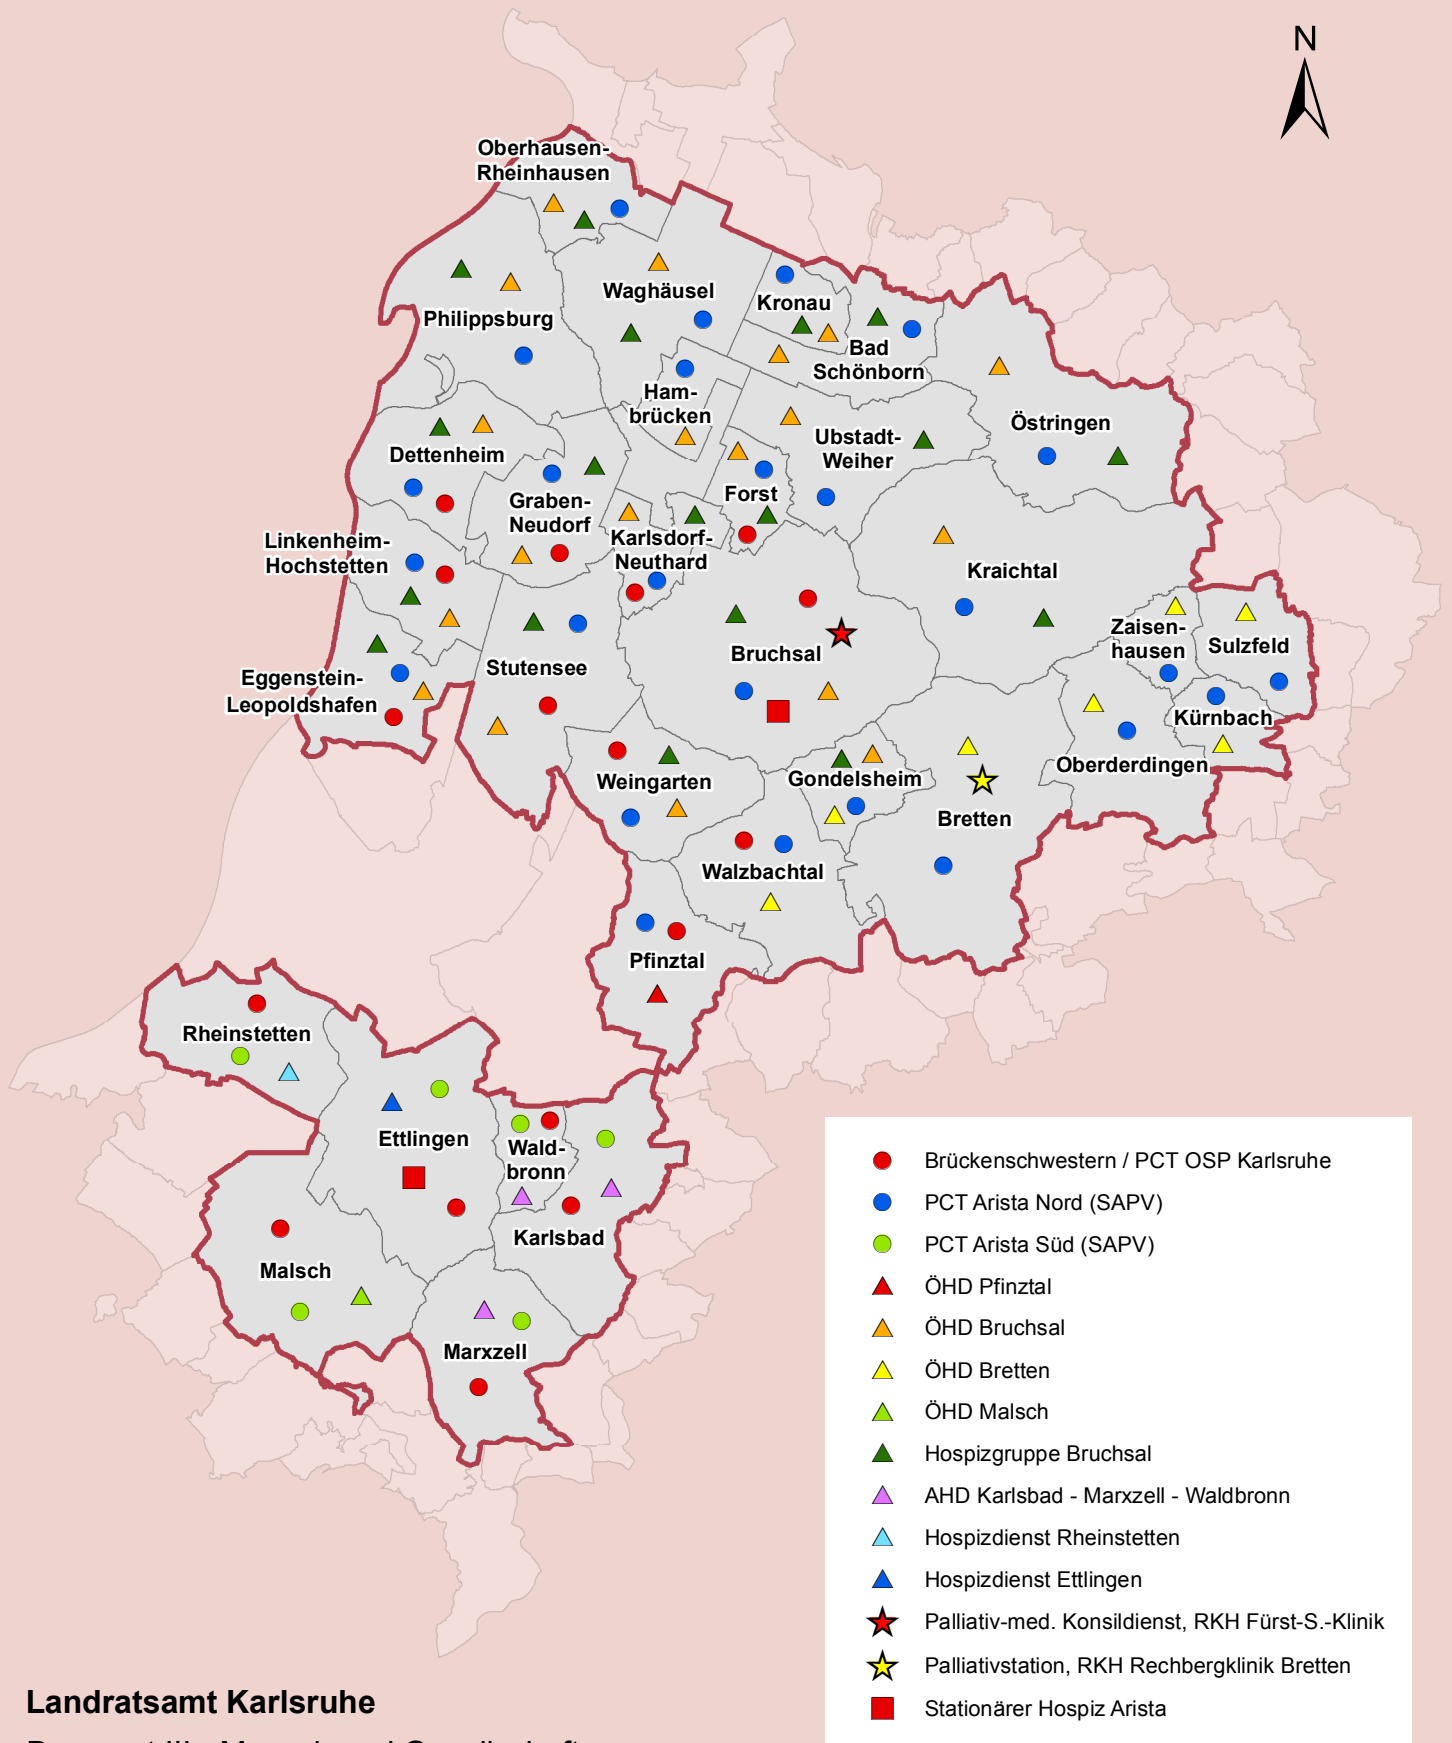 N
Oberhausen-
Rheinhausen
Waghäusel
Kronau
Philippsburg
Bad
Schönborn
Ham-
brücken
Östringen
Ubstadt-
Weiher
Dettenheim
Forst
Graben-
Neudorf
Karlsdorf-
Neuthard
Linkenheim-
Hochstetten
Kraichtal
Zaisen-
hausen
Sulzfeld
Bruchsal
Stutensee
Eggenstein-
Leopoldshafen
Kürnbach
Oberderdingen
Gondelsheim
Weingarten
Bretten
Walzbachtal
Pfinztal
Rheinstetten
Ettlingen
Wald-
bronn
Karlsbad
Malsch
Marxzell
Brückenschwestern / PCT OSP Karlsruhe
PCT Arista Nord (SAPV)
PCT Arista Süd (SAPV)
ÖHD Pfinztal
ÖHD Bruchsal
ÖHD Bretten
ÖHD Malsch
Hospizgruppe Bruchsal
AHD Karlsbad - Marxzell - Waldbronn
Hospizdienst Rheinstetten
Hospizdienst Ettlingen
Palliativ-med. Konsildienst, RKH Fürst-S.-Klinik
Palliativstation, RKH Rechbergklinik Bretten
Stationärer Hospiz Arista
Landratsamt Karlsruhe